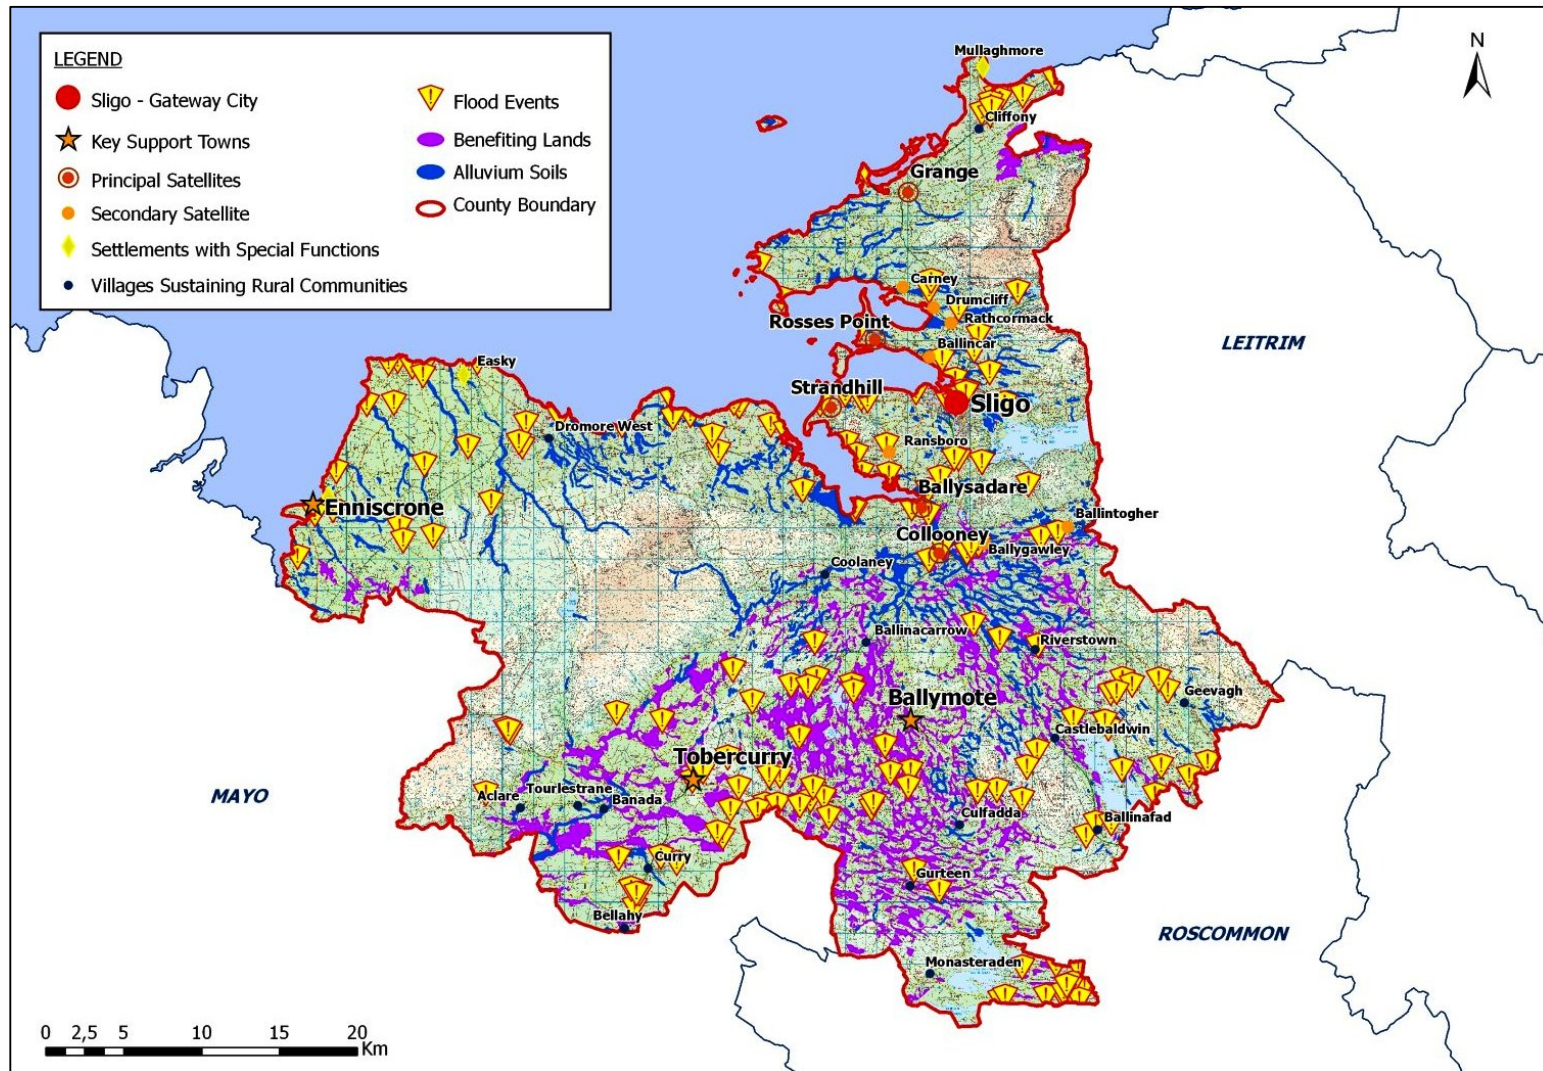 LEGEND
Sligo - Gateway City
Key Support Towns
Principal Satellites
Secondary Satellite
Settlements with Special Functions
Villages Sustaining Rural Communities
Flood Events
Benefiting Lands
Alluvium Soils
County Boundary
N
Mullaghmore
Cliffony
Grange
Carney
Drumcliff
Rathcormack
Rosses Point
Ballincar
LEITRIM
Easky
Strandhill
Sligo
Dromore West
Ransboro
Enniscrone
Ballysadare
Ballintogher
Collooney
Ballygawley
Coolaney
Ballinacarrow
Riverstown
Ballymote
Geevagh
Castlebaldwin
Tobercurry
MAYO
Aclare
Tourlestrane
Banada
Culfadda
Ballinafad
Curry
Gurteen
Bellahy
ROSCOMMON
Monasteraden
0 2,5 5 10 15 20
Km